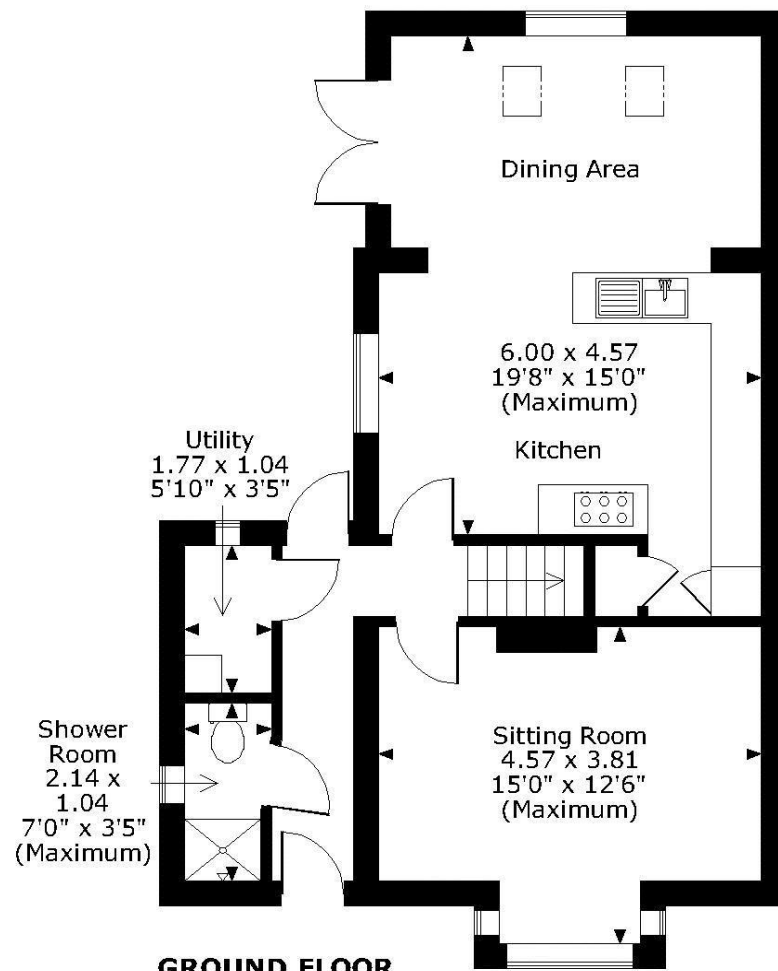 Dining Area
6.00 x 4.57
19'8" x 15'0"
(Maximum)
Kitchen
Utility
1.77 x 1.04
5'10" x 3'5"
Shower
Room
2.14 x
1.04
7'0" x 3'5"
(Maximum)
Sitting Room
4.57 x 3.81
15'0" x 12'6"
(Maximum)
GROUND FLOOR